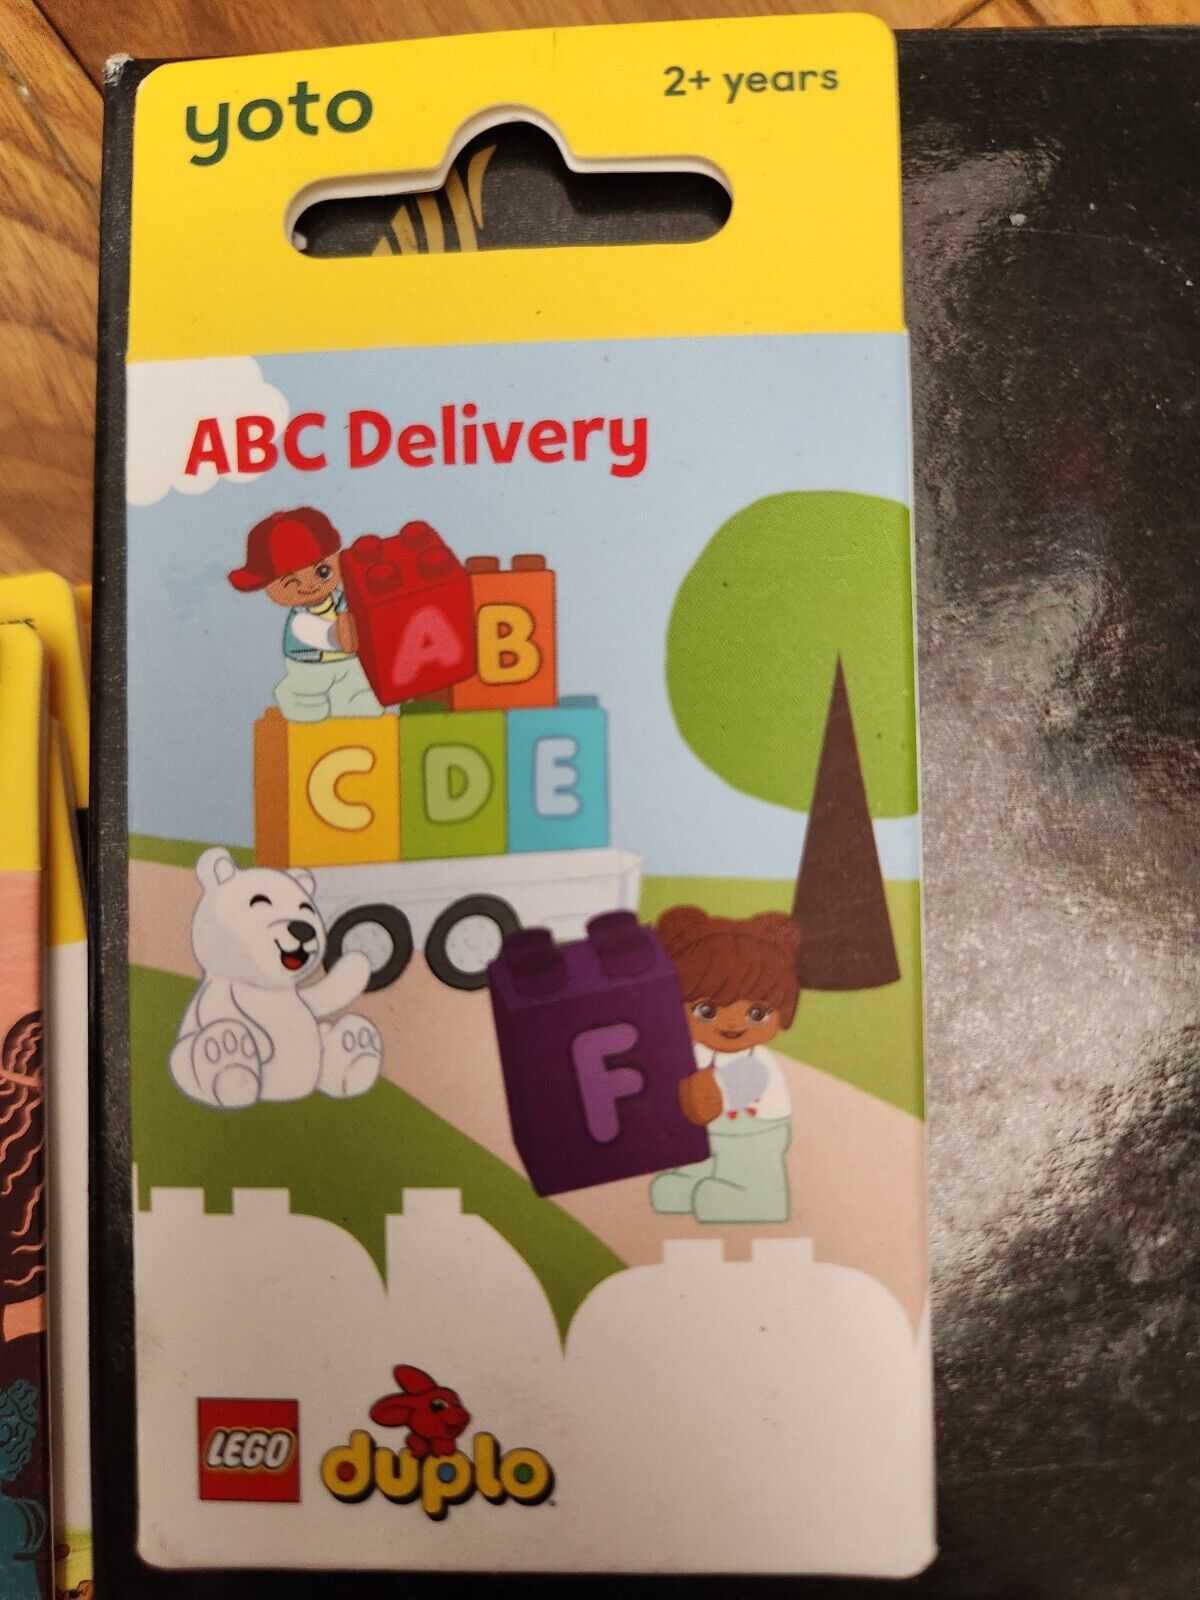 yoto
2+ years
ABC Delivery
A
B
C
D
E
F
LEGO
duplo